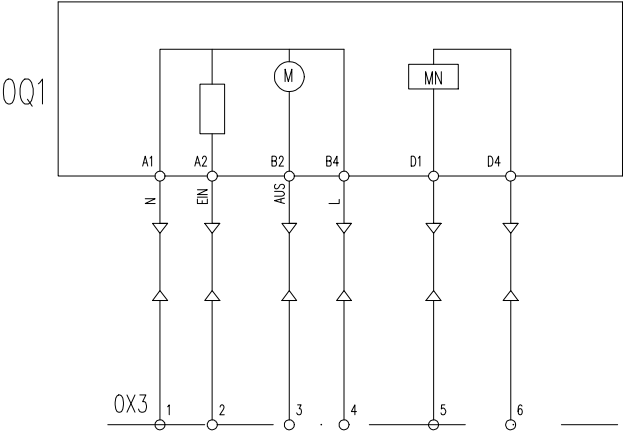 M
MN
0Q1
A1 A2 B2 B4 D1 D4
N EIN AUS L
0X3 1 2 3 4 5 6